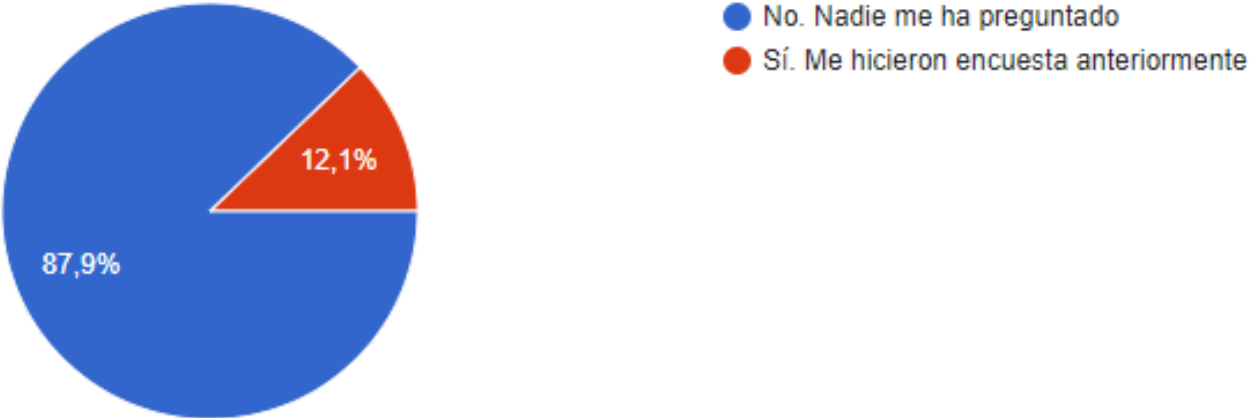 No. Nadie me ha preguntado
Sí. Me hicieron encuesta anteriormente
12,1%
87,9%